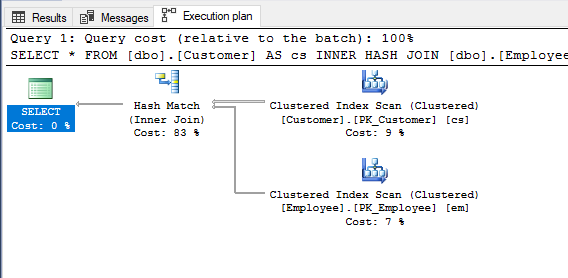 Results Messages Execution plan
Query 1: Query cost (relative to the batch): 100%
SELECT * FROM [dbo].[Customer] AS cs INNER HASH JOIN [dbo].[Employee
SELECT
Cost: 0 %
Hash Match
(Inner Join)
Cost: 83 %
Clustered Index Scan (Clustered)
[Customer].[PK_Customer] [cs]
Cost: 9 %
Clustered Index Scan (Clustered)
[Employee].[PK_Employee] [em]
Cost: 7 %